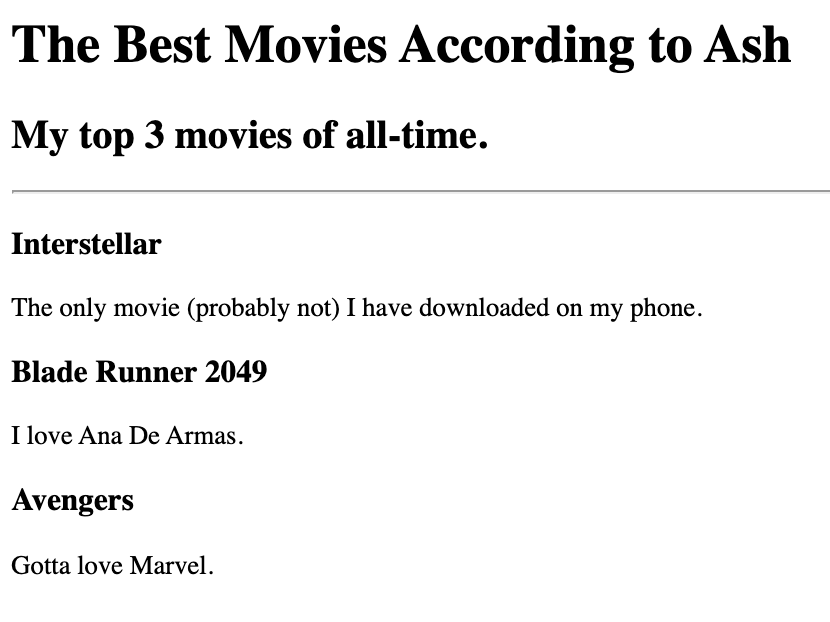 The Best Movies According to Ash
My top 3 movies of all-time.
Interstellar
The only movie (probably not) I have downloaded on my phone.
Blade Runner 2049
I love Ana De Armas.
Avengers
Gotta love Marvel.